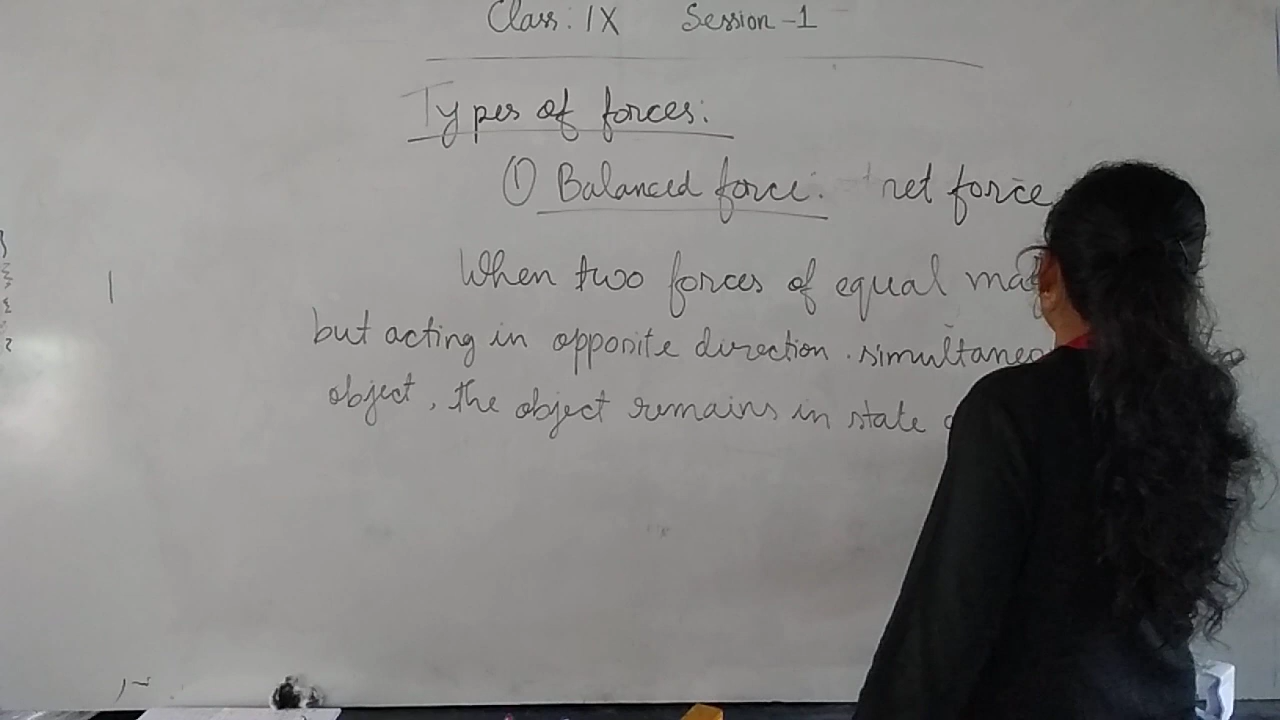 Class: IX Session-1
Types of forces:
① Balanced force: net force
When two forces of equal
but acting in opposite direction. simultaneo
object, the object remains in state